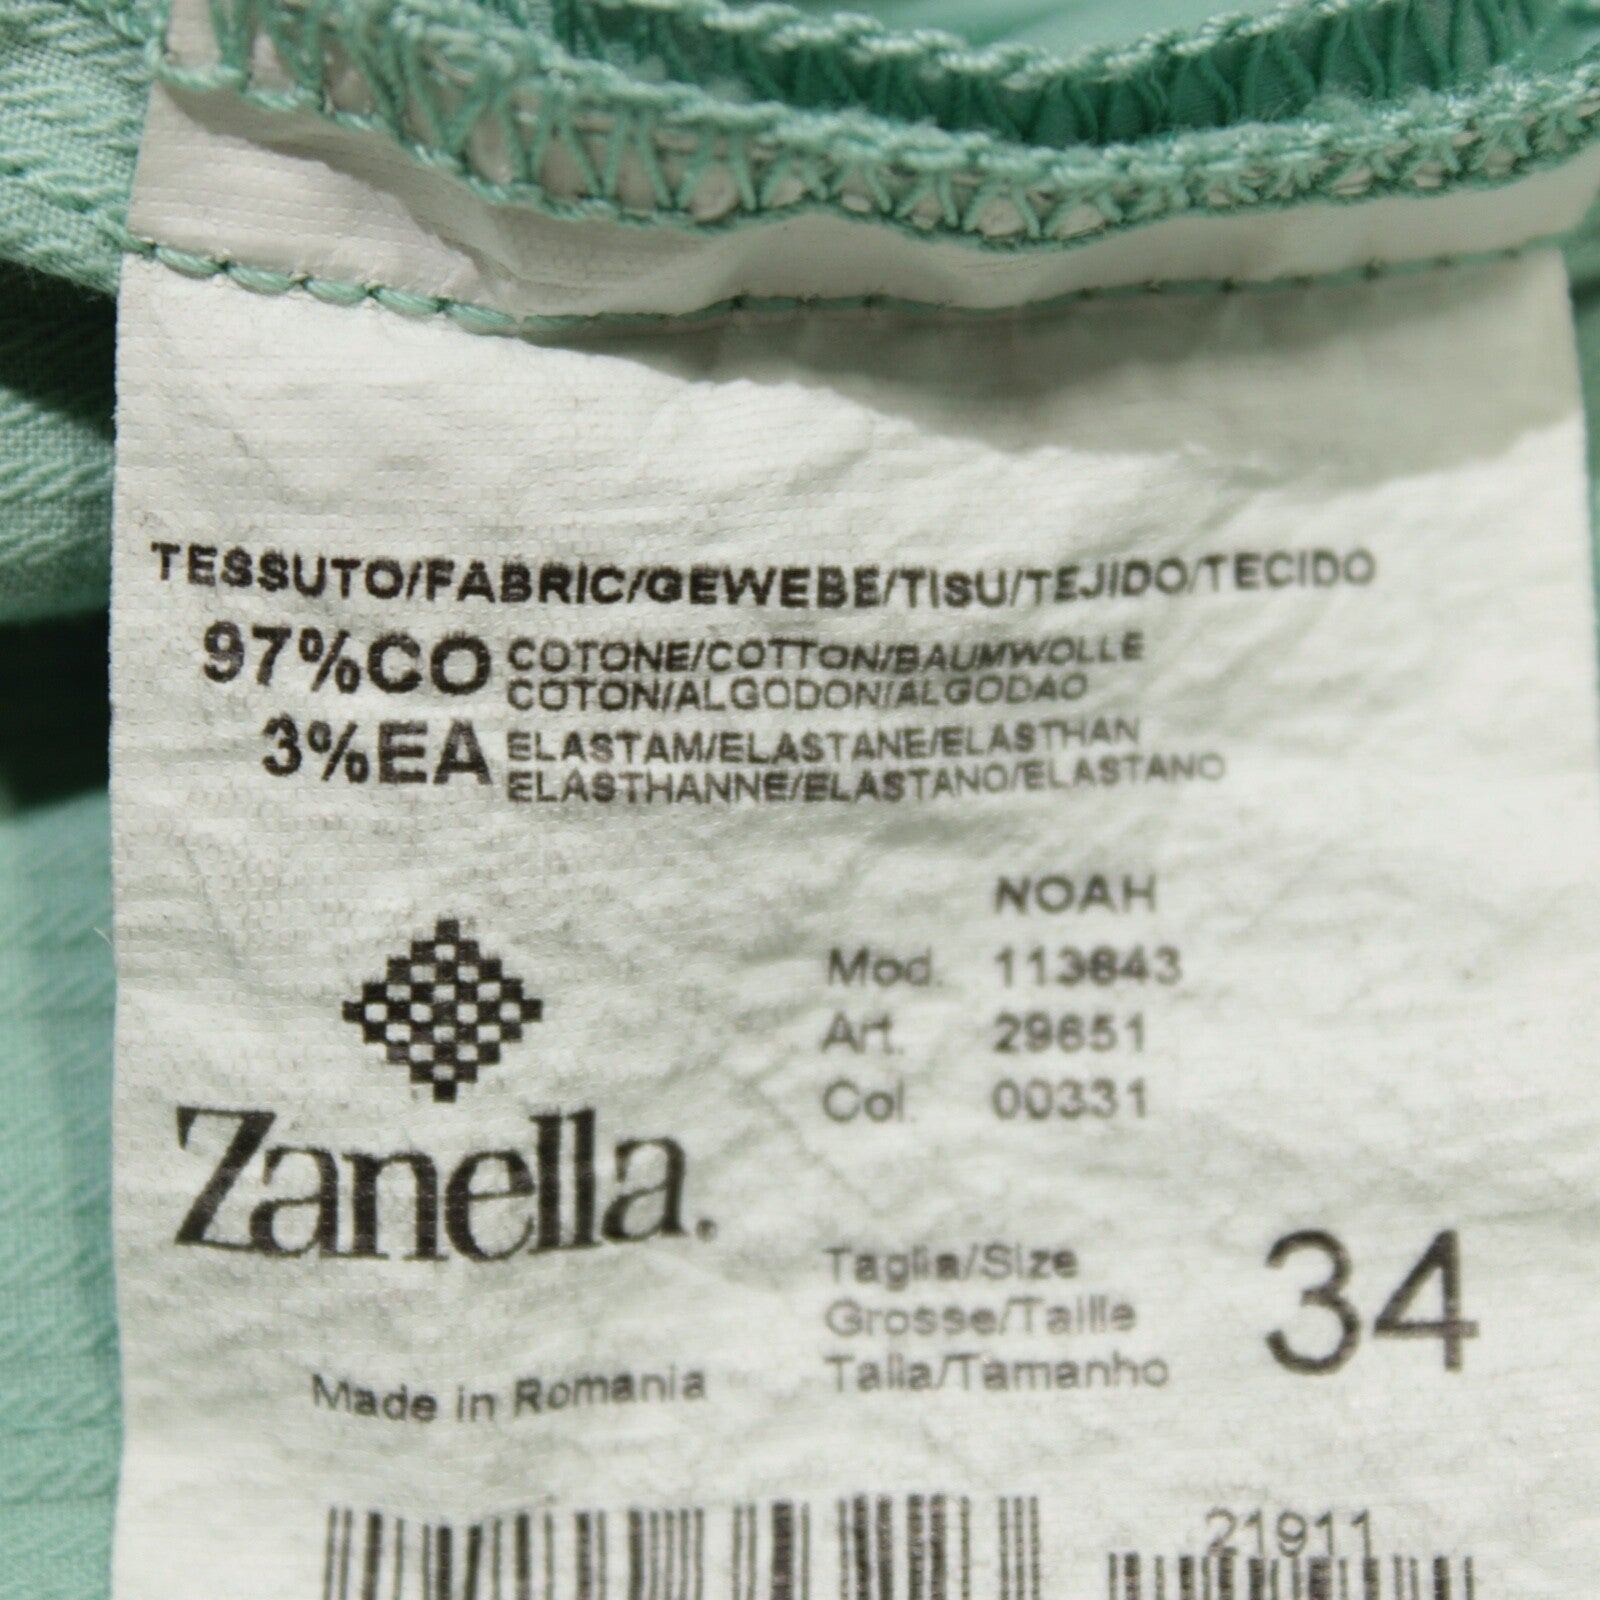 TESSUTO/FABRIC/GEWEBE/TISU/TEJIDO/TECIDO
97%CO COTONE/COTTON/BAUMWOLLE
COTON/ALGODON/ALGODAO
3%EA ELASTAM/ELASTANE/ELASTHAN
ELASTHANNE/ELASTANO/ELASTANO
NOAH
Mod. 113843
Art. 29651
Col. 00331
Zanella.
Taglia/Size
Grosse/Taille
Talla/Tamanho
34
Made in Romania
21911